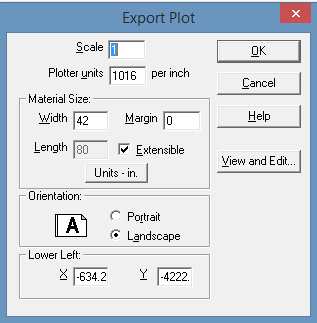 Export Plot
Scale 1 OK
Plotter units 1016 per inch
Cancel
Material Size:
Width 42 Margin 0 Help
Length 80 Extensible
View and Edit...
Units - in.
Orientation:
A Portrait
Landscape
Lower Left:
X -634.2 Y -4222.